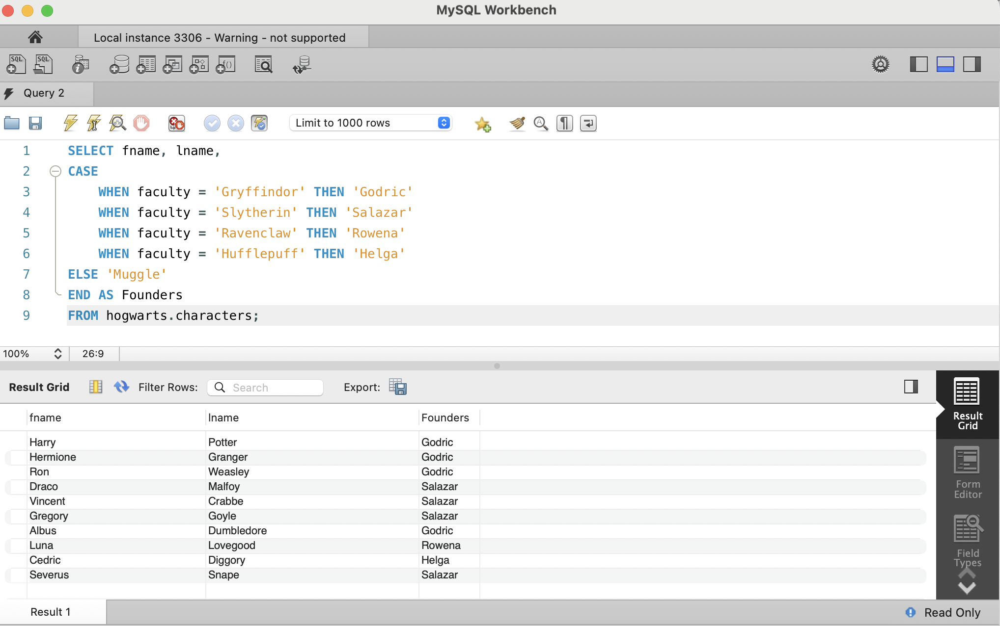 MySQL Workbench
Local instance 3306 - Warning - not supported
SQL SQL i f()
Query 2
Limit to 1000 rows
1 SELECT fname, lname,
2 CASE
3 WHEN faculty = 'Gryffindor' THEN 'Godric'
4 WHEN faculty = 'Slytherin' THEN 'Salazar'
5 WHEN faculty = 'Ravenclaw' THEN 'Rowena'
6 WHEN faculty = 'Hufflepuff' THEN 'Helga'
7 ELSE 'Muggle'
8 END AS Founders
9 FROM hogwarts.characters;
100% 26:9
Result Grid Filter Rows: Search Export:
fname lname Founders
Harry Potter Godric
Hermione Granger Godric
Ron Weasley Godric
Draco Malfoy Salazar
Vincent Crabbe Salazar
Gregory Goyle Salazar
Albus Dumbledore Godric
Luna Lovegood Rowena
Cedric Diggory Helga
Severus Snape Salazar
Result
Grid
Form
Editor
Field
Types
Result 1 Read Only